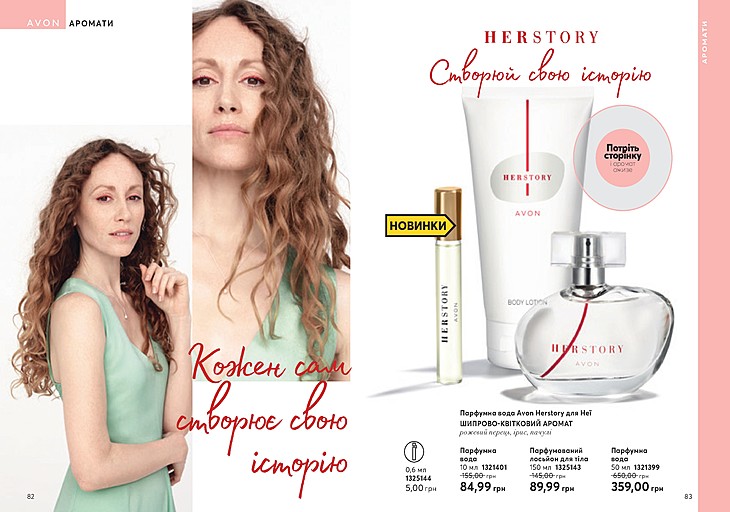 AVON АРОМАТИ
Кожен сам
створює свою
історію
82
HERSTORY
Створюй свою історію
АРОМАТИ
Потріть
сторінку
і аромат
оживе
НОВИНКИ
HERSTORY
AVON
BODY LOTION
HERSTORY
AVON
HERSTORY
AVON
Парфумна вода Avon Herstory для Неї
ШИПРОВО-КВІТКОВИЙ АРОМАТ
рожевий перець, ірис, пачулі
0,6 мл
1325144
5,00 грн
Парфумна
вода
10 мл 1321401
155,00 грн
84,99 грн
Парфумований
лосьйон для тіла
150 мл 1325143
145,00 грн
89,99 грн
Парфумна
вода
50 мл 1321399
650,00 грн
359,00 грн
83